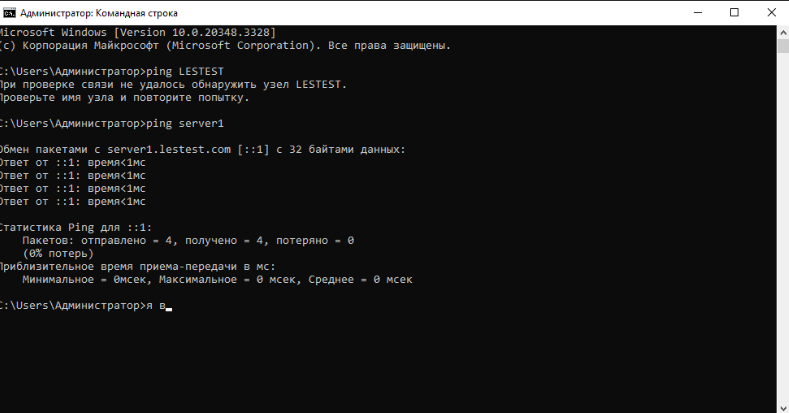 Администратор: Командная строка
Microsoft Windows [Version 10.0.20348.3328]
(c) Корпорация Майкрософт (Microsoft Corporation). Все права защищены.
C:\Users\Администратор>ping LESTEST
При проверке связи не удалось обнаружить узел LESTEST.
Проверьте имя узла и повторите попытку.
C:\Users\Администратор>ping server1
Обмен пакетами с server1.lestest.com [::1] с 32 байтами данных:
Ответ от ::1: время<1мс
Ответ от ::1: время<1мс
Ответ от ::1: время<1мс
Ответ от ::1: время<1мс
Статистика Ping для ::1:
Пакетов: отправлено = 4, получено = 4, потеряно = 0
(0% потерь)
Приблизительное время приема-передачи в мс:
Минимальное = 0мсек, Максимальное = 0 мсек, Среднее = 0 мсек
C:\Users\Администратор>я в